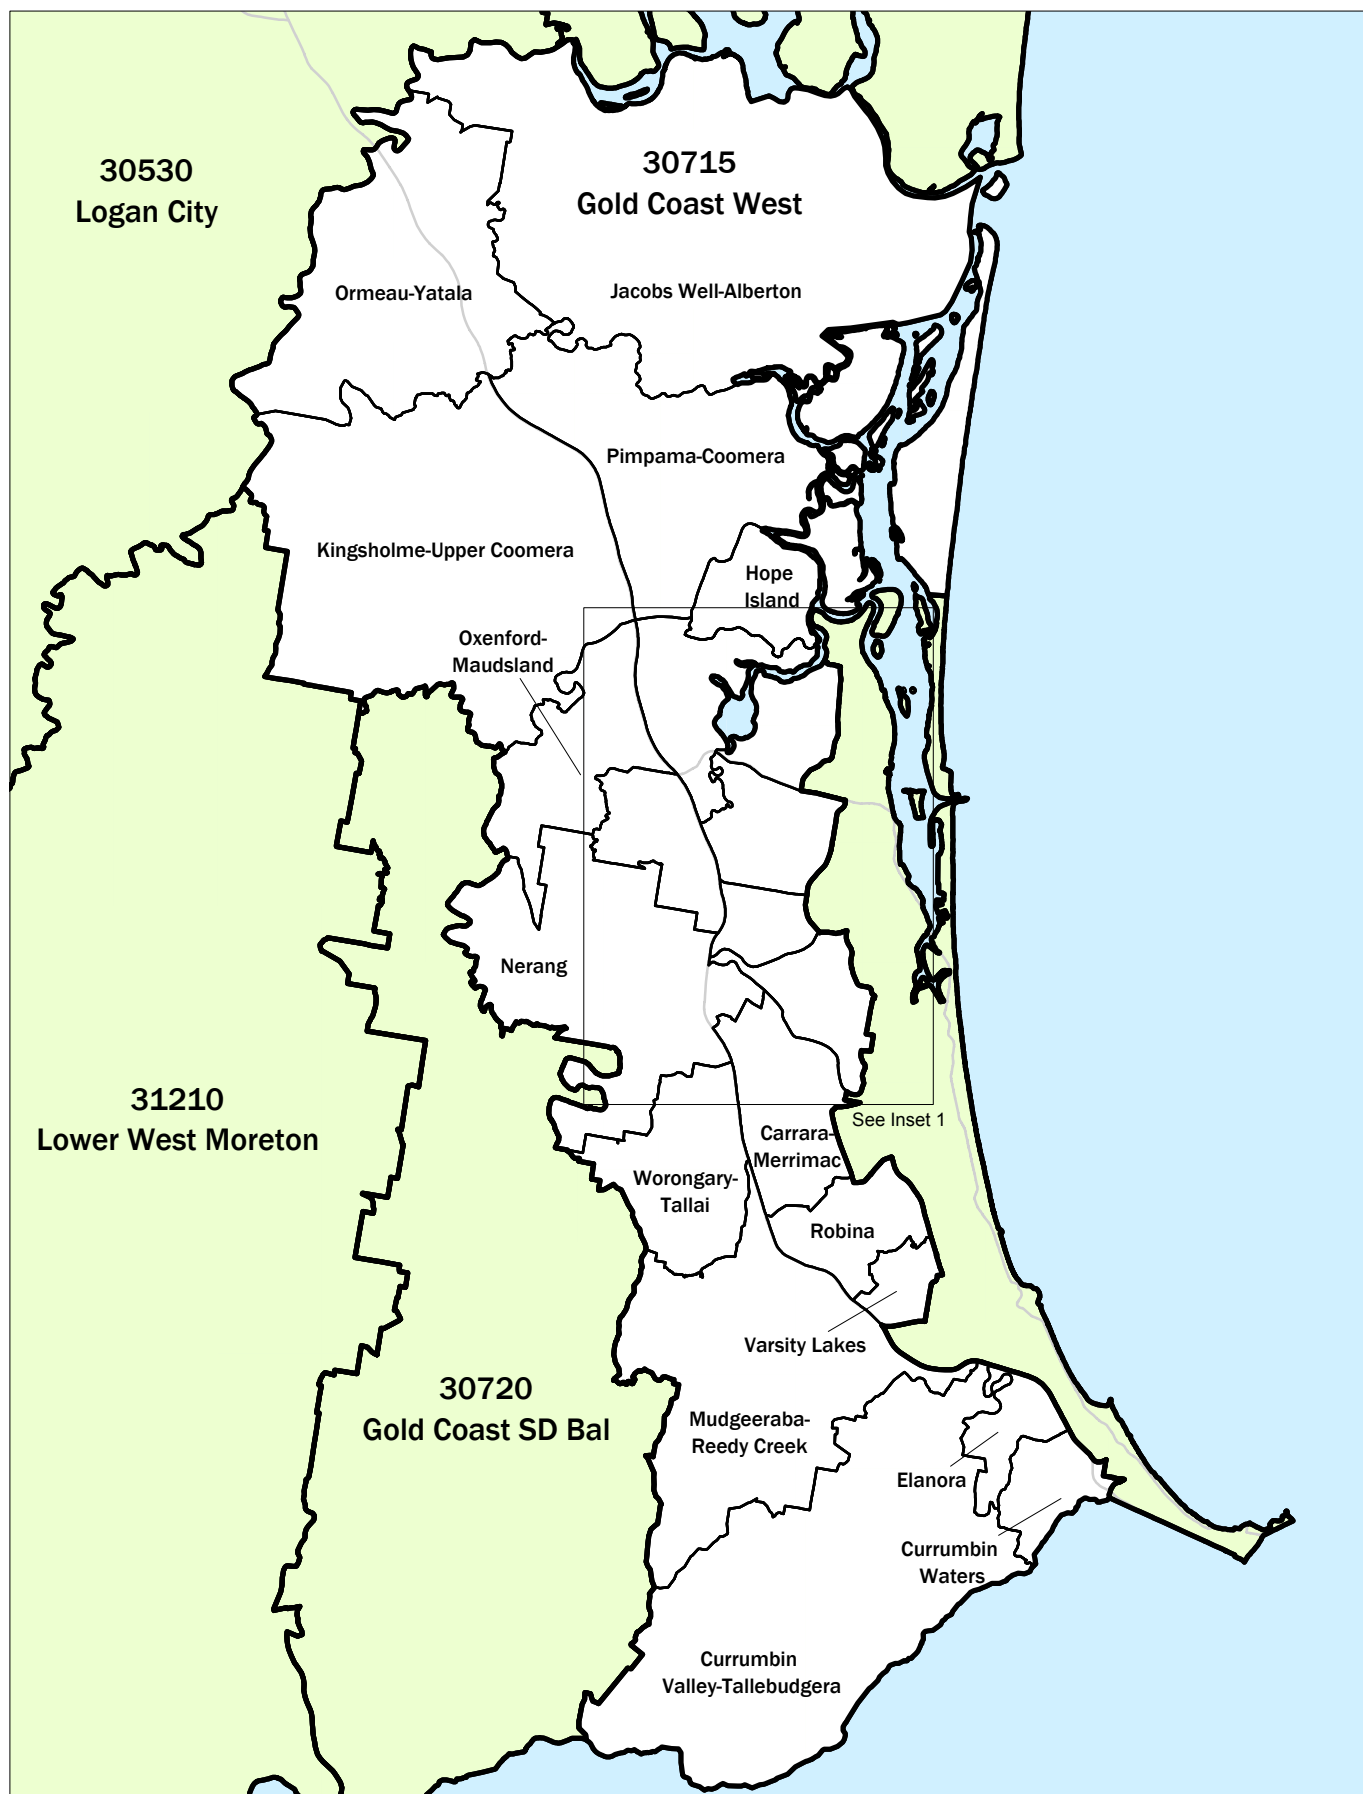 30530
Logan City
30715
Gold Coast West
Ormeau-Yatala
Jacobs Well-Alberton
Pimpama-Coomera
Kingsholme-Upper Coomera
Hope
Island
Oxenford-
Maudsland
Nerang
31210
Lower West Moreton
See Inset 1
Carrara-
Merrimac
Worongary-
Tallai
Robina
Varsity Lakes
30720
Gold Coast SD Bal
Mudgeeraba-
Reedy Creek
Elanora
Currumbin
Waters
Currumbin
Valley-Tallebudgera